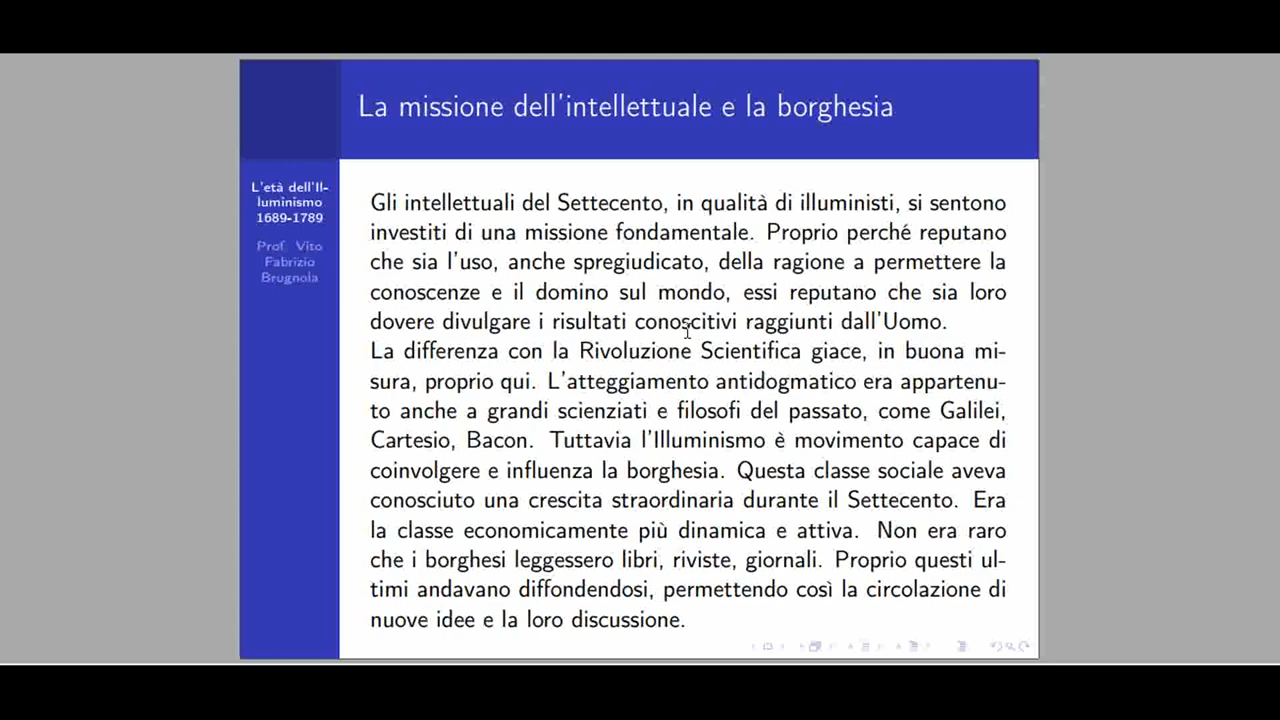 La missione dell'intellettuale e la borghesia
L'età dell'Il-
luminismo
1689-1789
Prof. Vito
Fabrizio
Brugnola
Gli intellettuali del Settecento, in qualità di illuministi, si sentono
investiti di una missione fondamentale. Proprio perché reputano
che sia l'uso, anche spregiudicato, della ragione a permettere la
conoscenze e il domino sul mondo, essi reputano che sia loro
dovere divulgare i risultati conoscitivi raggiunti dall'Uomo.
La differenza con la Rivoluzione Scientifica giace, in buona mi-
sura, proprio qui. L'atteggiamento antidogmatico era appartenu-
to anche a grandi scienziati e filosofi del passato, come Galilei,
Cartesio, Bacon. Tuttavia l'Illuminismo è movimento capace di
coinvolgere e influenza la borghesia. Questa classe sociale aveva
conosciuto una crescita straordinaria durante il Settecento. Era
la classe economicamente più dinamica e attiva. Non era raro
che i borghesi leggessero libri, riviste, giornali. Proprio questi ul-
timi andavano diffondendosi, permettendo così la circolazione di
nuove idee e la loro discussione.